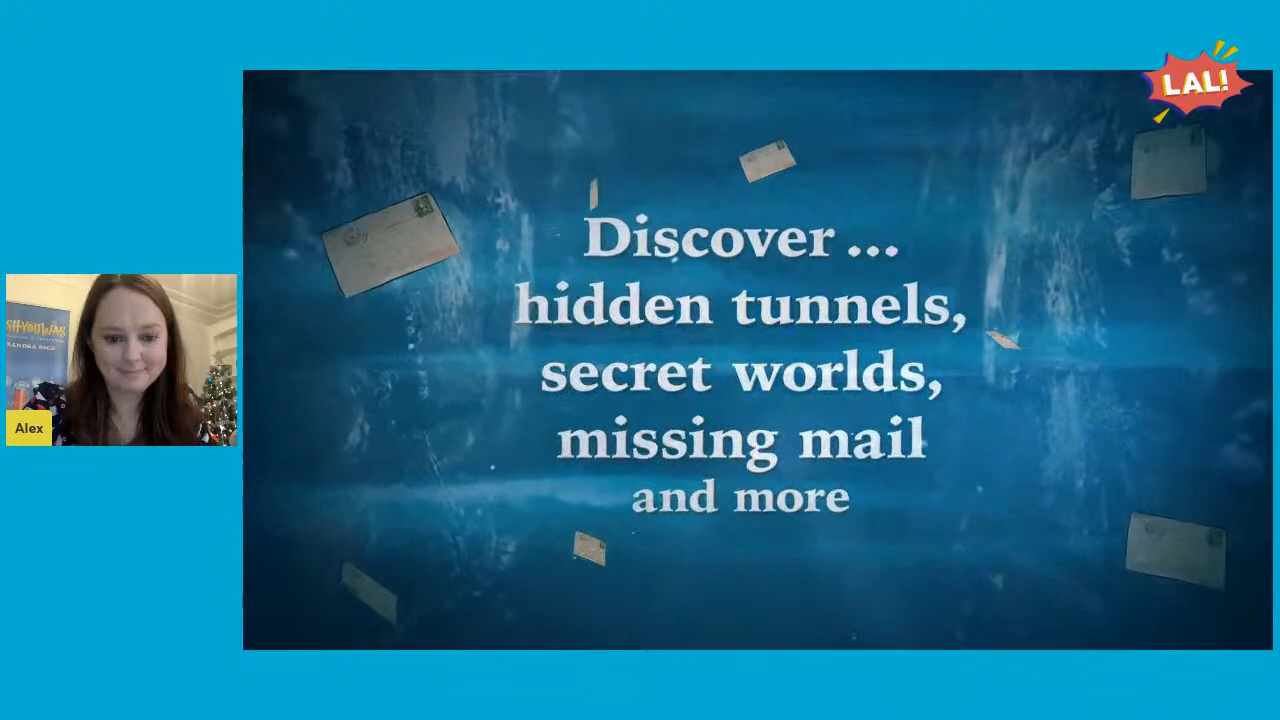 LAL!
Discover ...
hidden tunnels,
secret worlds,
missing mail
and more
Alex